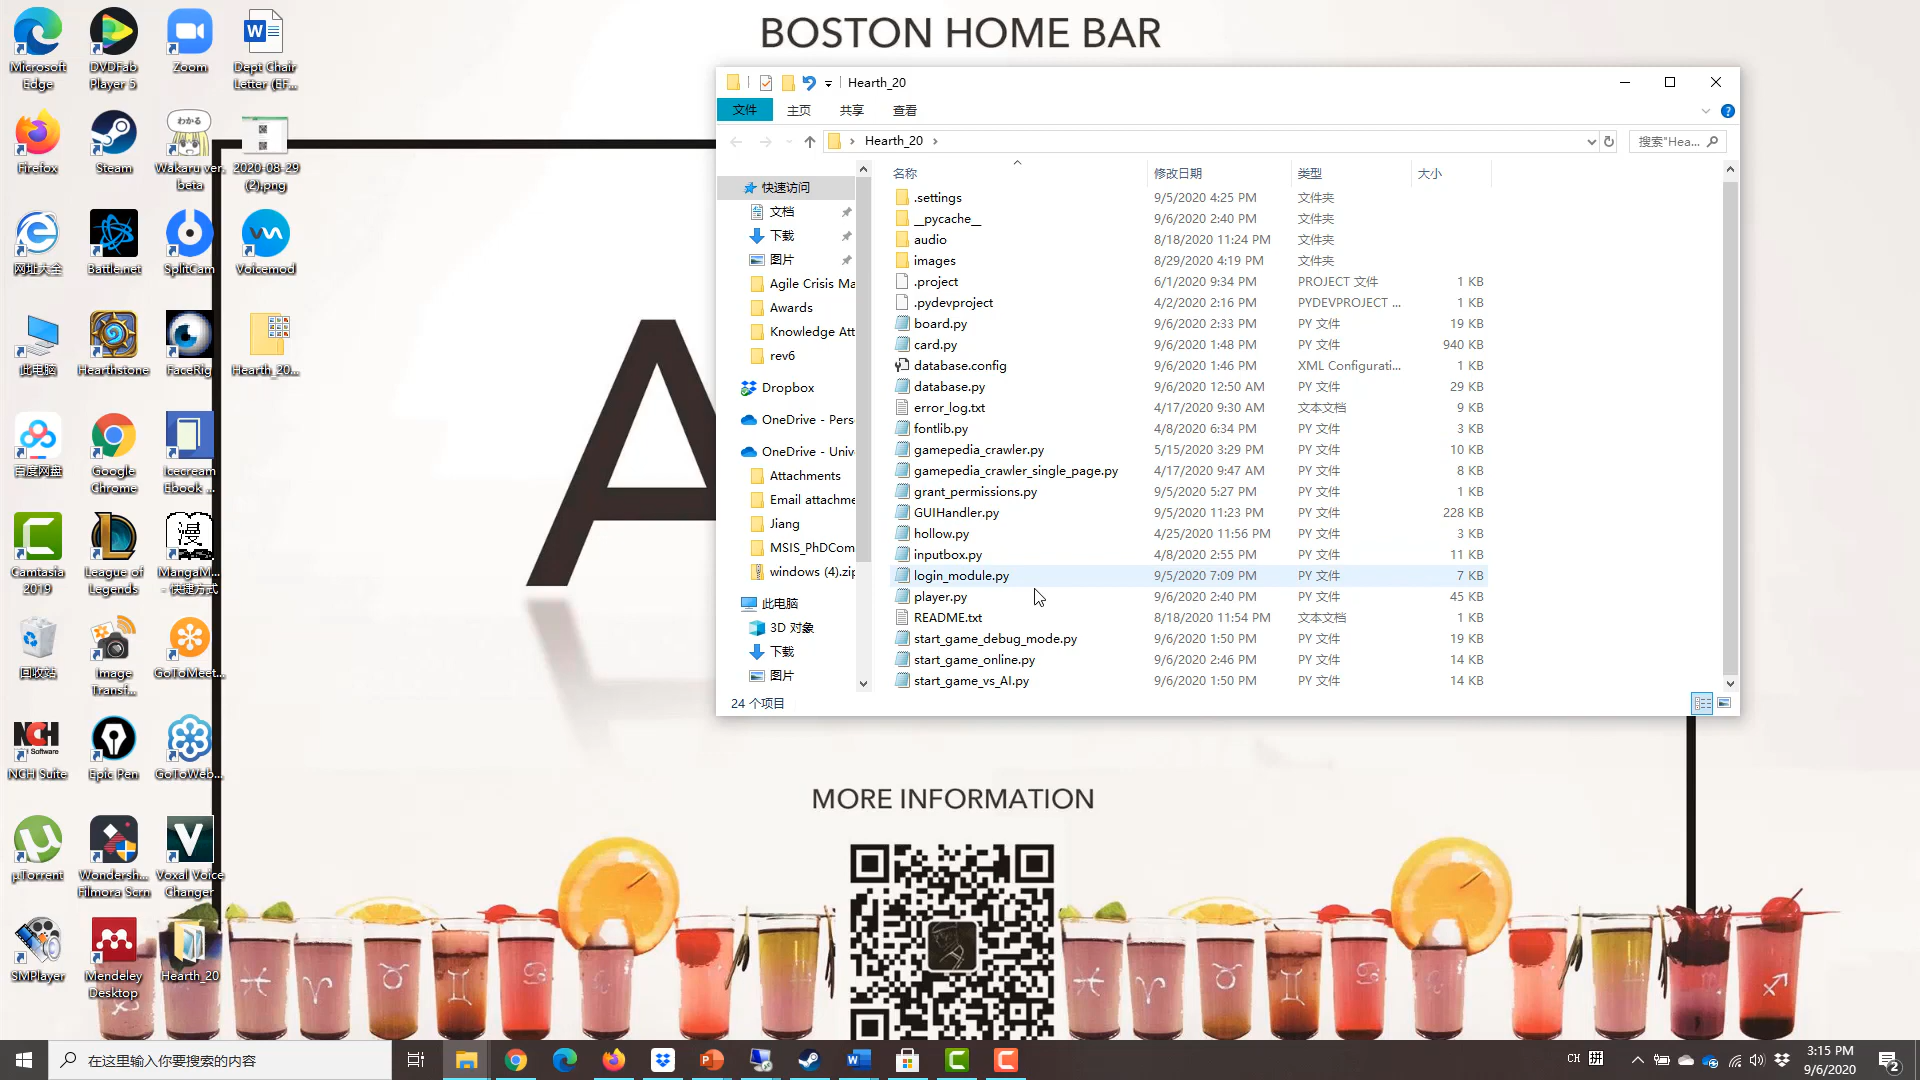 BOSTON HOME BAR
MORE INFORMATION
Microsoft
Edge
DVDFab
Player 5
Zoom
Dept Chair
Letter (EF...
Firefox
Steam
わかる
Wakaru ver.
beta
2020-08-29
(2).png
网址大全
Battle.net
SplitCam
Voicemod
此电脑
Hearthstone
FaceRig
Hearth_20...
百度网盘
Google
Chrome
Icecream
Ebook ...
Camtasia
2019
League of
Legends
漫
MangaM...
- 快捷方式
回收站
Image
Transf...
GoToMeet...
NCH Suite
Epic Pen
GoToWeb...
µTorrent
Wondersh...
Filmora Scrn
Voxal Voice
Changer
SMPlayer
Mendeley
Desktop
Hearth_20
Hearth_20
文件 主页 共享 查看
Hearth_20
搜索"Hea...
快速访问
文档
下载
图片
Agile Crisis Ma
Awards
Knowledge Att
rev6
Dropbox
OneDrive - Pers
OneDrive - Univ
Attachments
Email attachme
Jiang
MSIS_PhDCom
windows (4).zip
此电脑
3D 对象
下载
图片
名称 修改日期 类型 大小
.settings 9/5/2020 4:25 PM 文件夹
__pycache__ 9/6/2020 2:40 PM 文件夹
audio 8/18/2020 11:24 PM 文件夹
images 8/29/2020 4:19 PM 文件夹
.project 6/1/2020 9:34 PM PROJECT 文件 1 KB
.pydevproject 4/2/2020 2:16 PM PYDEVPROJECT ... 1 KB
board.py 9/6/2020 2:33 PM PY 文件 19 KB
card.py 9/6/2020 1:48 PM PY 文件 940 KB
database.config 9/6/2020 1:46 PM XML Configurati... 1 KB
database.py 9/6/2020 12:50 AM PY 文件 29 KB
error_log.txt 4/17/2020 9:30 AM 文本文档 9 KB
fontlib.py 4/8/2020 6:34 PM PY 文件 3 KB
gamepedia_crawler.py 5/15/2020 3:29 PM PY 文件 10 KB
gamepedia_crawler_single_page.py 4/17/2020 9:47 AM PY 文件 8 KB
grant_permissions.py 9/5/2020 5:27 PM PY 文件 1 KB
GUIHandler.py 9/5/2020 11:23 PM PY 文件 228 KB
hollow.py 4/25/2020 11:56 PM PY 文件 3 KB
inputbox.py 4/8/2020 2:55 PM PY 文件 11 KB
login_module.py 9/5/2020 7:09 PM PY 文件 7 KB
player.py 9/6/2020 2:40 PM PY 文件 45 KB
README.txt 8/18/2020 11:54 PM 文本文档 1 KB
start_game_debug_mode.py 9/6/2020 1:50 PM PY 文件 19 KB
start_game_online.py 9/6/2020 2:46 PM PY 文件 14 KB
start_game_vs_AI.py 9/6/2020 1:50 PM PY 文件 14 KB
24 个项目
在这里输入你要搜索的内容
CH 拼
3:15 PM
9/6/2020
2